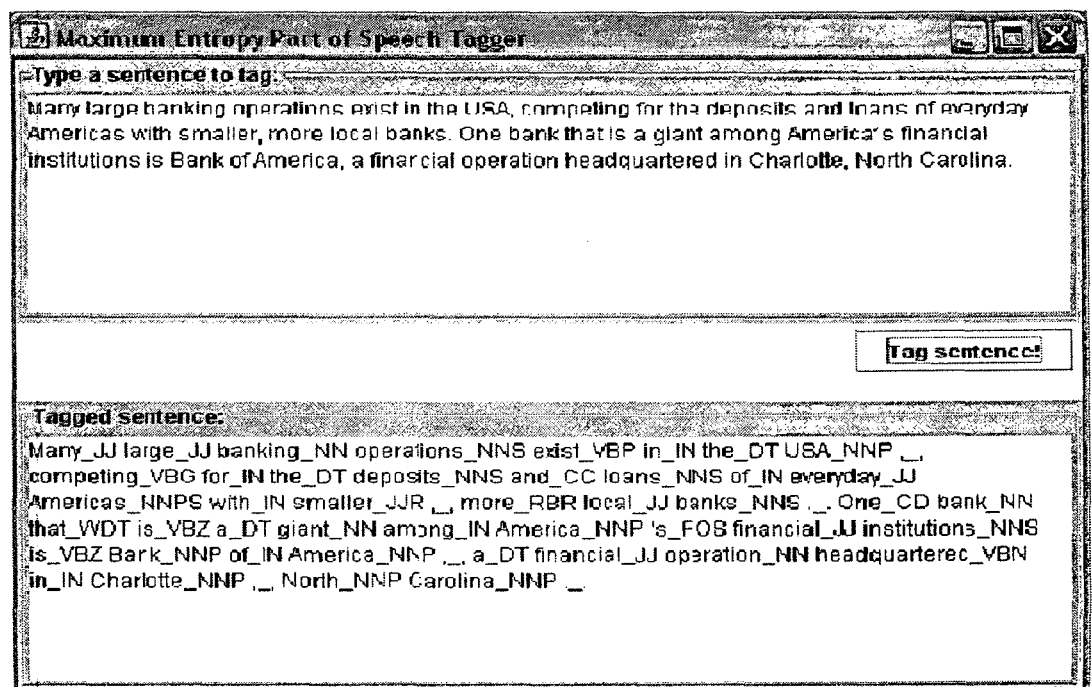 Maximum Entropy Part of Speech Tagger
Type a sentence to tag:
Many large banking operations exist in the USA, competing for the deposits and loans of everyday
Americas with smaller, more local banks. One bank that is a giant among America's financial
institutions is Bank of America, a financial operation headquartered in Charlotte, North Carolina.
Tag sentence!
Tagged sentence:
Many_JJ large_JJ banking_NN operations_NNS exist_VBP in_IN the_DT USA_NNP ,_,
competing_VBG for_IN the_DT deposits_NNS and_CC loans_NNS of_IN everyday_JJ
Americas_NNPS with_IN smaller_JJR ,_, more_RBR local_JJ banks_NNS ._. One_CD bank_NN
that_WDT is_VBZ a_DT giant_NN among_IN America_NNP 's_POS financial_JJ institutions_NNS
is_VBZ Bank_NNP of_IN America_NNP ,_, a_DT financial_JJ operation_NN headquartered_VBN
in_IN Charlotte_NNP ,_, North_NNP Carolina_NNP ._.